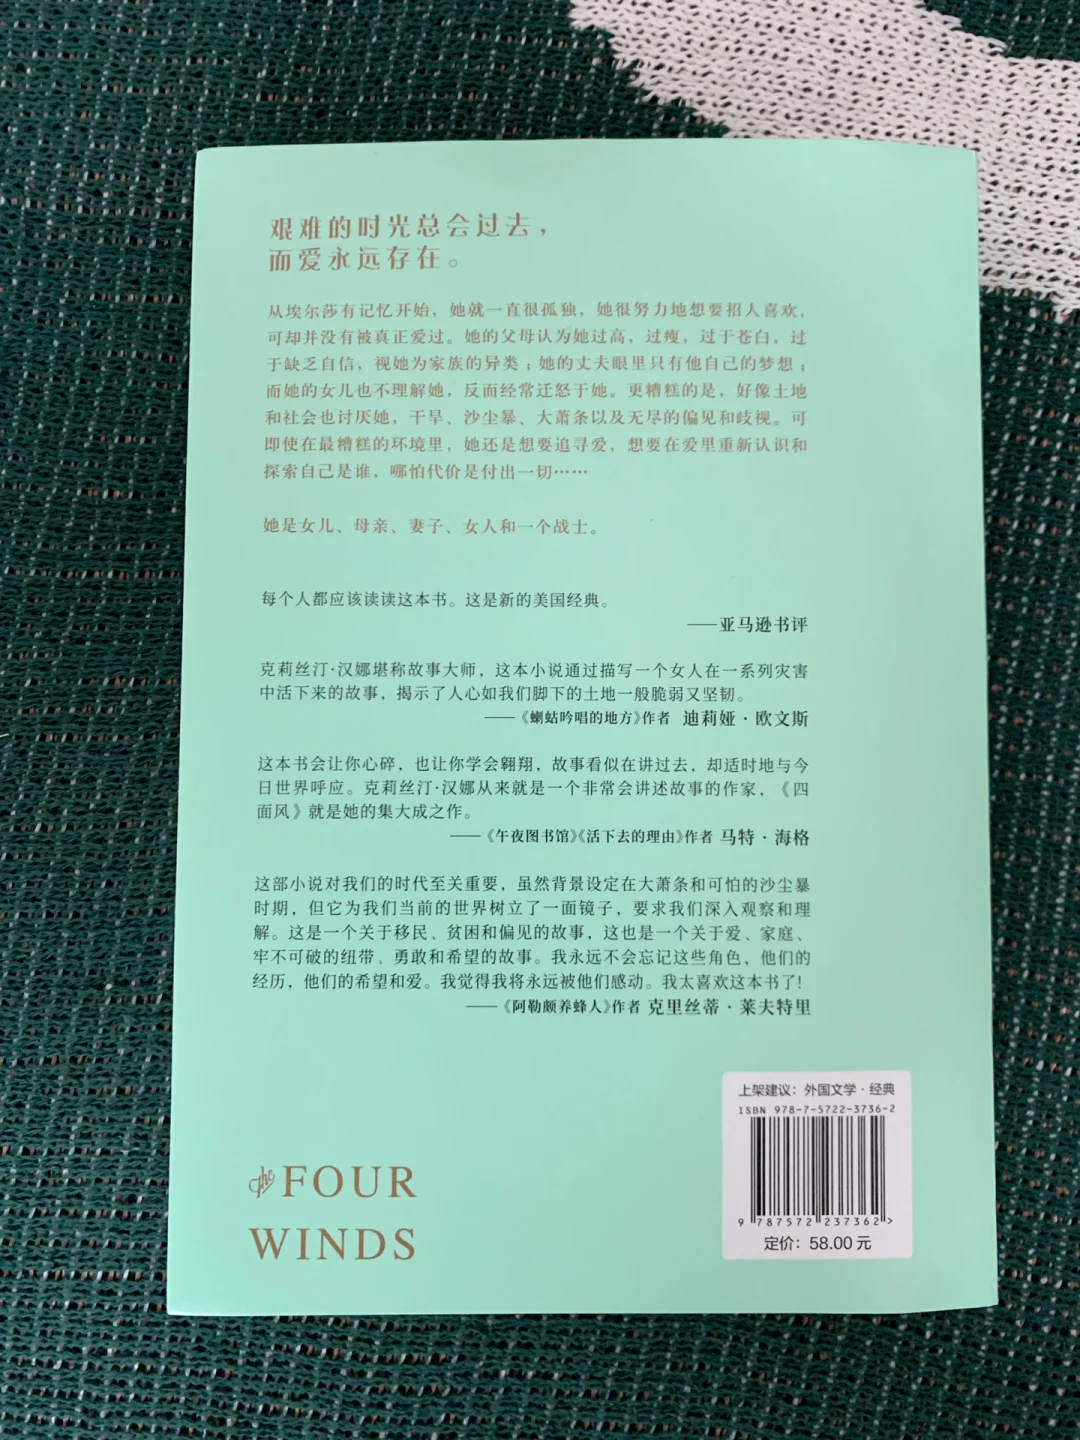 艰难的时光总会过去，
而爱永远存在。
从埃尔莎有记忆开始，她就一直很孤独，她很努力地想要招人喜欢，
可却并没有被真正爱过。她的父母认为她过高，过瘦，过于苍白，过
于缺乏自信，视她为家族的异类；她的丈夫眼里只有他自己的梦想；
而她的女儿也不理解她，反而经常迁怒于她。更糟糕的是，好像土地
和社会也讨厌她，干旱、沙尘暴、大萧条以及无尽的偏见和歧视。可
即使在最糟糕的环境里，她还是想要追寻爱，想要在爱里重新认识和
探索自己是谁，哪怕代价是付出一切……
她是女儿、母亲、妻子、女人和一个战士。
每个人都应该读读这本书。这是新的美国经典。
——亚马逊书评
克莉丝汀·汉娜堪称故事大师，这本小说通过描写一个女人在一系列灾害
中活下来的故事，揭示了人心如我们脚下的土地一般脆弱又坚韧。
——《蝲蛄吟唱的地方》作者 迪莉娅·欧文斯
这本书会让你心碎，也让你学会翱翔，故事看似在讲过去，却适时地与今
日世界呼应。克莉丝汀·汉娜从来就是一个非常会讲述故事的作家，《四
面风》就是她的集大成之作。
——《午夜图书馆》《活下去的理由》作者 马特·海格
这部小说对我们的时代至关重要，虽然背景设定在大萧条和可怕的沙尘暴
时期，但它为我们当前的世界树立了一面镜子，要求我们深入观察和理
解。这是一个关于移民、贫困和偏见的故事，这也是一个关于爱、家庭、
牢不可破的纽带、勇敢和希望的故事。我永远不会忘记这些角色，他们的
经历，他们的希望和爱。我觉得我将永远被他们感动。我太喜欢这本书了！
——《阿勒颇养蜂人》作者 克里丝蒂·莱夫特里
上架建议：外国文学·经典
ISBN 978-7-5722-3736-2
9 787572 237362>
定价：58.00元
The FOUR
WINDS